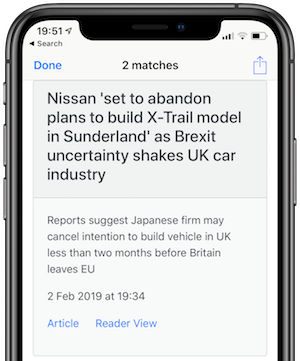 19:51
Search
Done 2 matches
Nissan 'set to abandon
plans to build X-Trail model
in Sunderland' as Brexit
uncertainty shakes UK car
industry
Reports suggest Japanese firm may
cancel intention to build vehicle in UK
less than two months before Britain
leaves EU
2 Feb 2019 at 19:34
Article Reader View